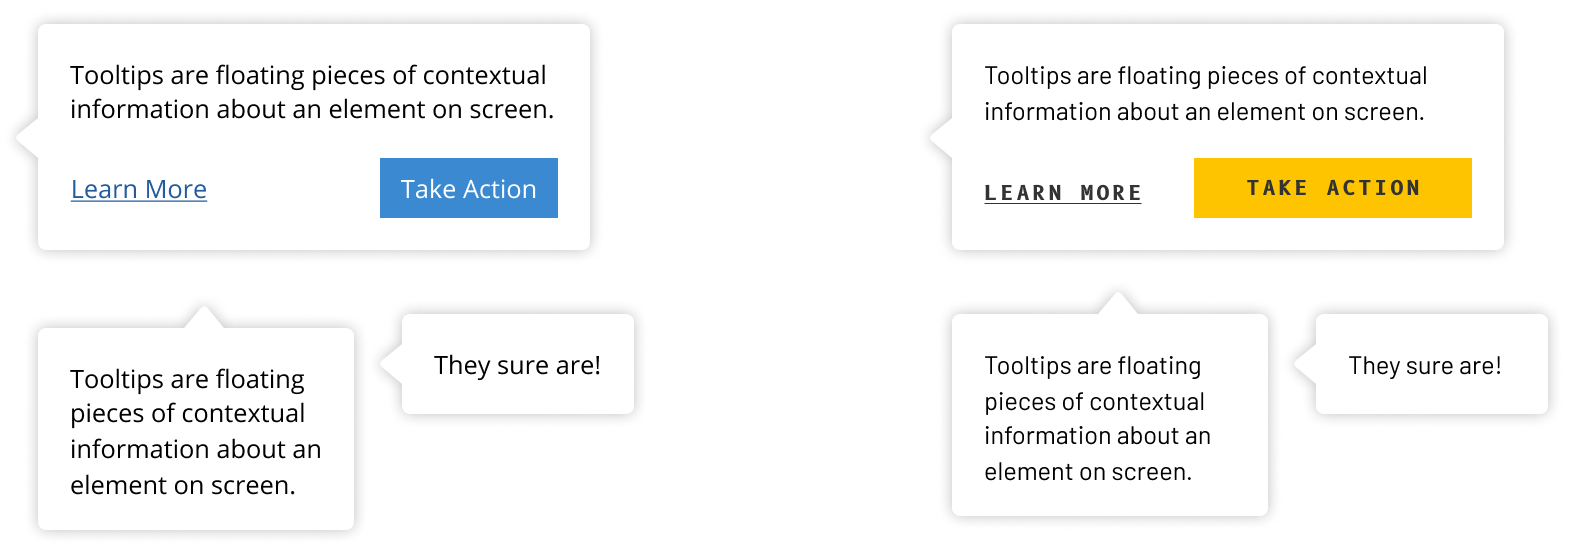 Tooltips are floating pieces of contextual
information about an element on screen.
Learn More
Take Action
Tooltips are floating
pieces of contextual
information about an
element on screen.
They sure are!
Tooltips are floating pieces of contextual
information about an element on screen.
LEARN MORE
TAKE ACTION
Tooltips are floating
pieces of contextual
information about an
element on screen.
They sure are!